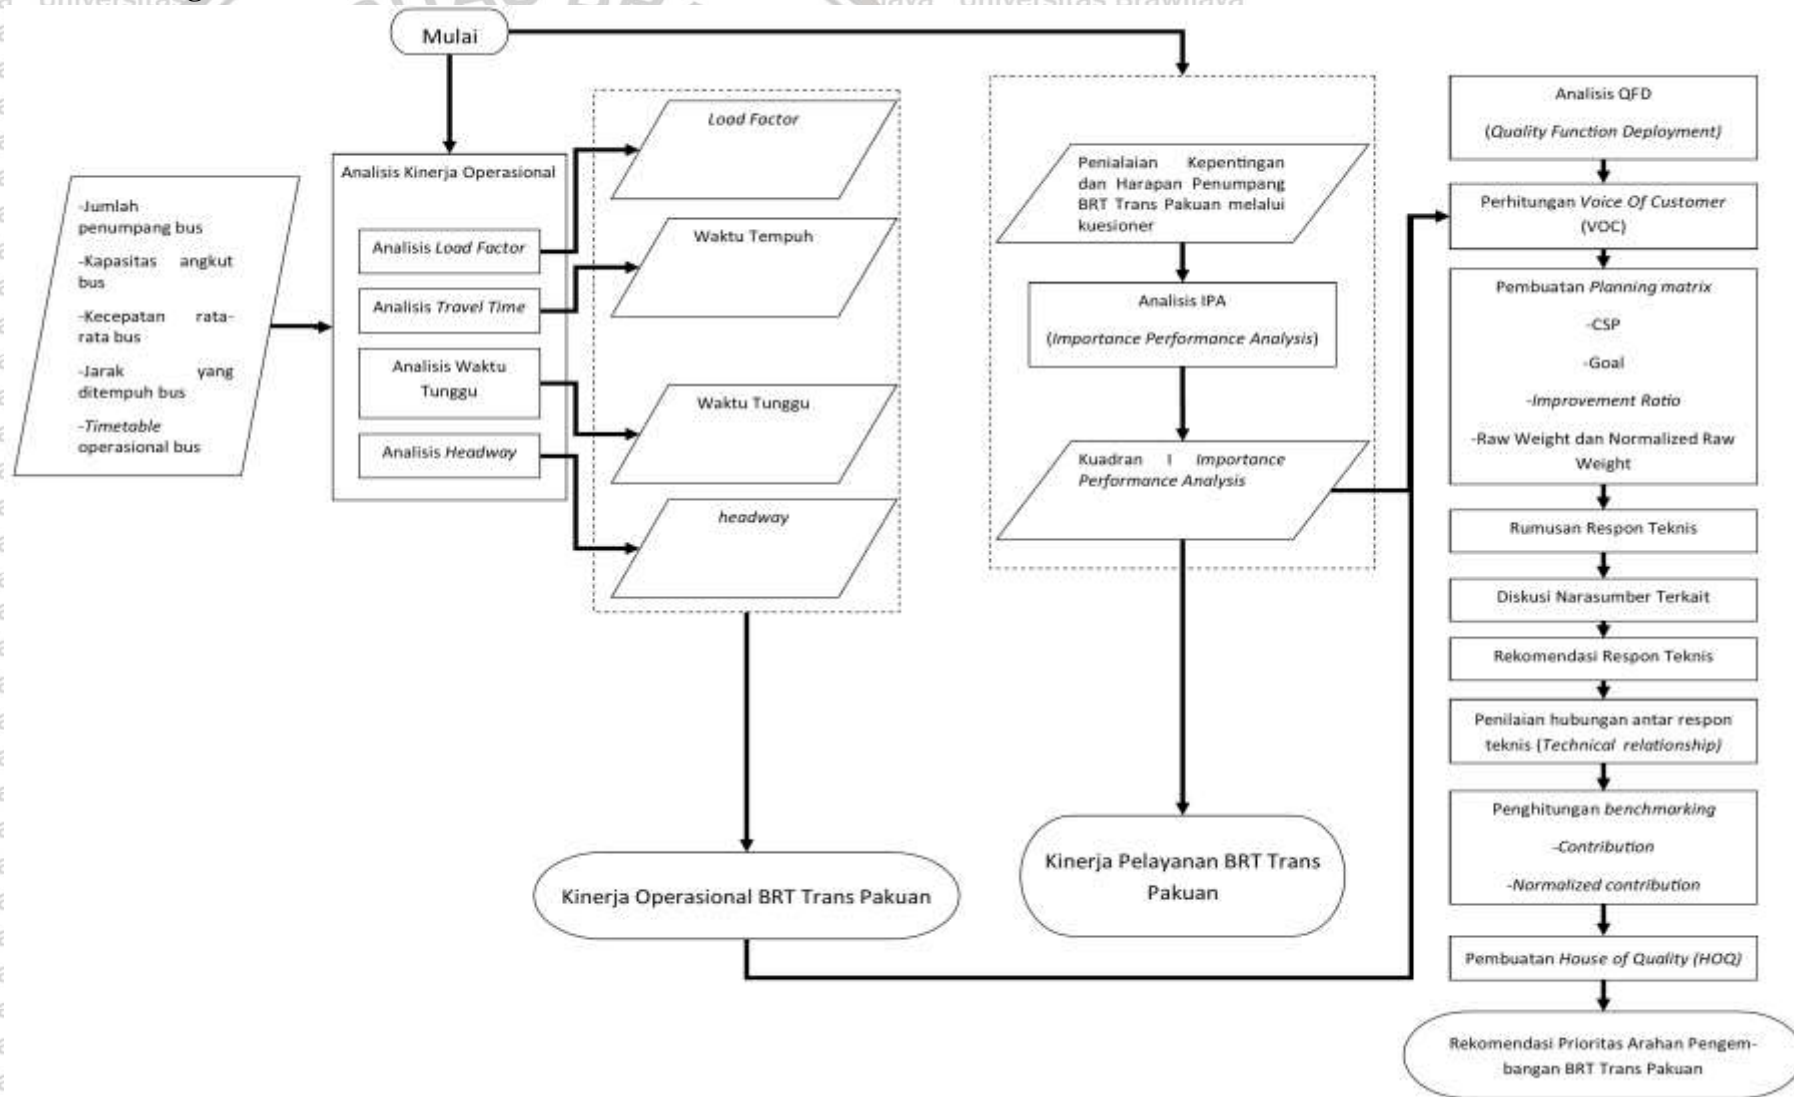 Universitas Brawijaya
Mulai
-Jumlah
penumpang bus
-Kapasitas angkut
bus
-Kecepatan rata-
rata bus
-Jarak yang
ditempuh bus
-Timetable
operasional bus
Analisis Kinerja Operasional
Analisis Load Factor
Analisis Travel Time
Analisis Waktu
Tunggu
Analisis Headway
Load Factor
Waktu Tempuh
Waktu Tunggu
headway
Kinerja Operasional BRT Trans Pakuan
Penialaian Kepentingan
dan Harapan Penumpang
BRT Trans Pakuan melalui
kuesioner
Analisis IPA
(Importance Performance Analysis)
Kuadran I Importance
Performance Analysis
Kinerja Pelayanan BRT Trans
Pakuan
Analisis QFD
(Quality Function Deployment)
Perhitungan Voice Of Customer
(VOC)
Pembuatan Planning matrix
-CSP
-Goal
-Improvement Ratio
-Raw Weight dan Normalized Raw
Weight
Rumusan Respon Teknis
Diskusi Narasumber Terkait
Rekomendasi Respon Teknis
Penilaian hubungan antar respon
teknis (Technical relationship)
Penghitungan benchmarking
-Contribution
-Normalized contribution
Pembuatan House of Quality (HOQ)
Rekomendasi Prioritas Arahan Pengem-
bangan BRT Trans Pakuan